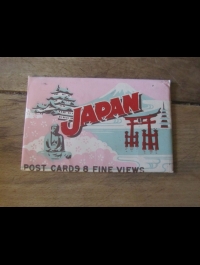 JAPAN
POST CARDS 8 FINE VIEWS